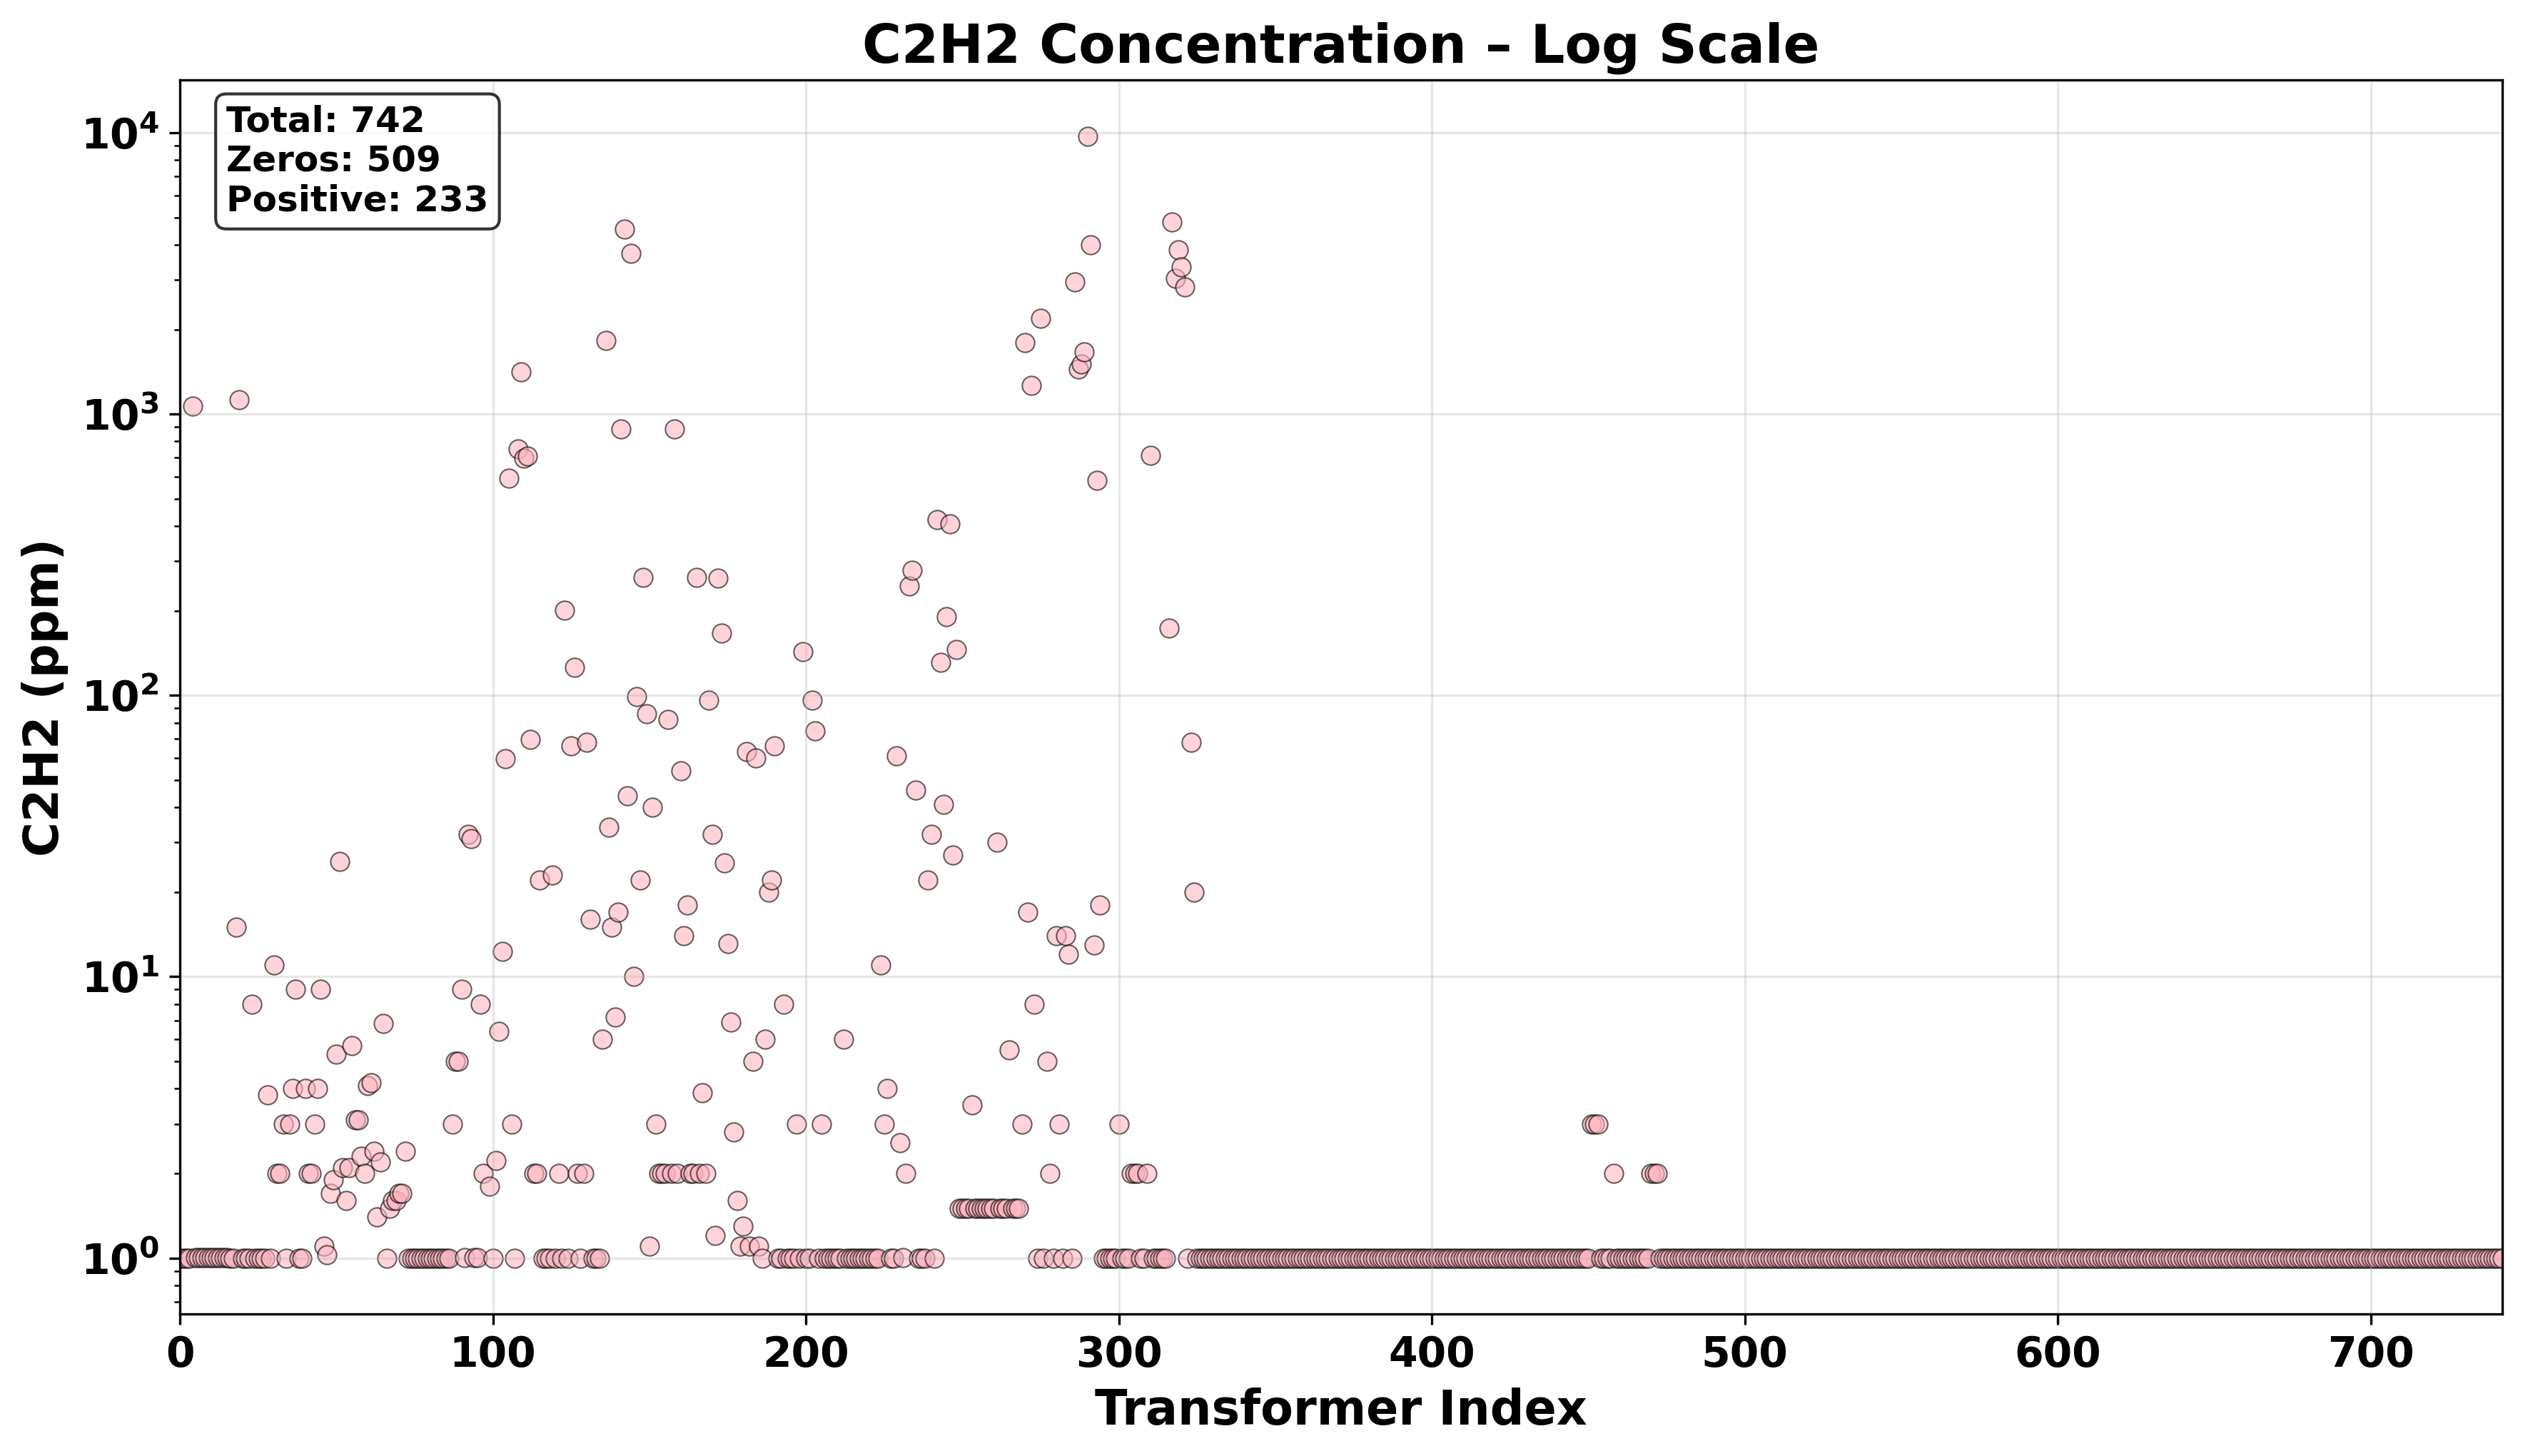 C2H2 Concentration – Log Scale
Total: 742
Zeros: 509
Positive: 233
C2H2 (ppm)
10⁴
10³
10²
10¹
10⁰
0 100 200 300 400 500 600 700
Transformer Index